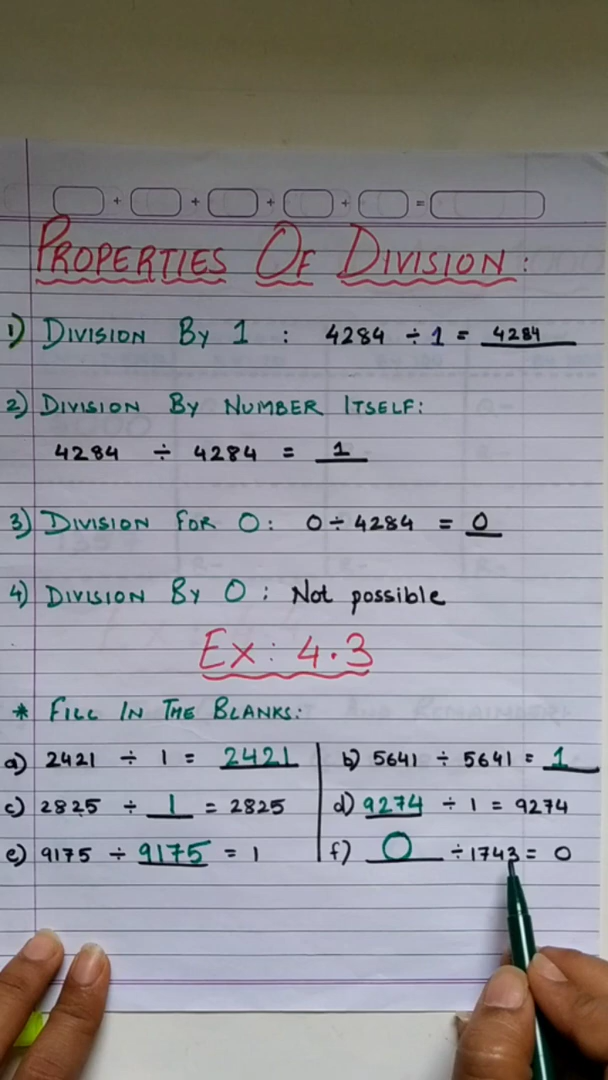 + + + + =
PROPERTIES OF DIVISION:
1) DIVISION BY 1 : 4284 ÷ 1 = 4284
2) DIVISION BY NUMBER ITSELF:
4284 ÷ 4284 = 1
3) DIVISION FOR 0: 0 ÷ 4284 = 0
4) DIVISION BY 0: Not possible
Ex: 4.3
* FILL IN THE BLANKS:
a) 2421 ÷ 1 = 2421
b) 5641 ÷ 5641 = 1
c) 2825 ÷ 1 = 2825
d) 9274 ÷ 1 = 9274
e) 9175 ÷ 9175 = 1
f) 0 ÷ 1743 = 0